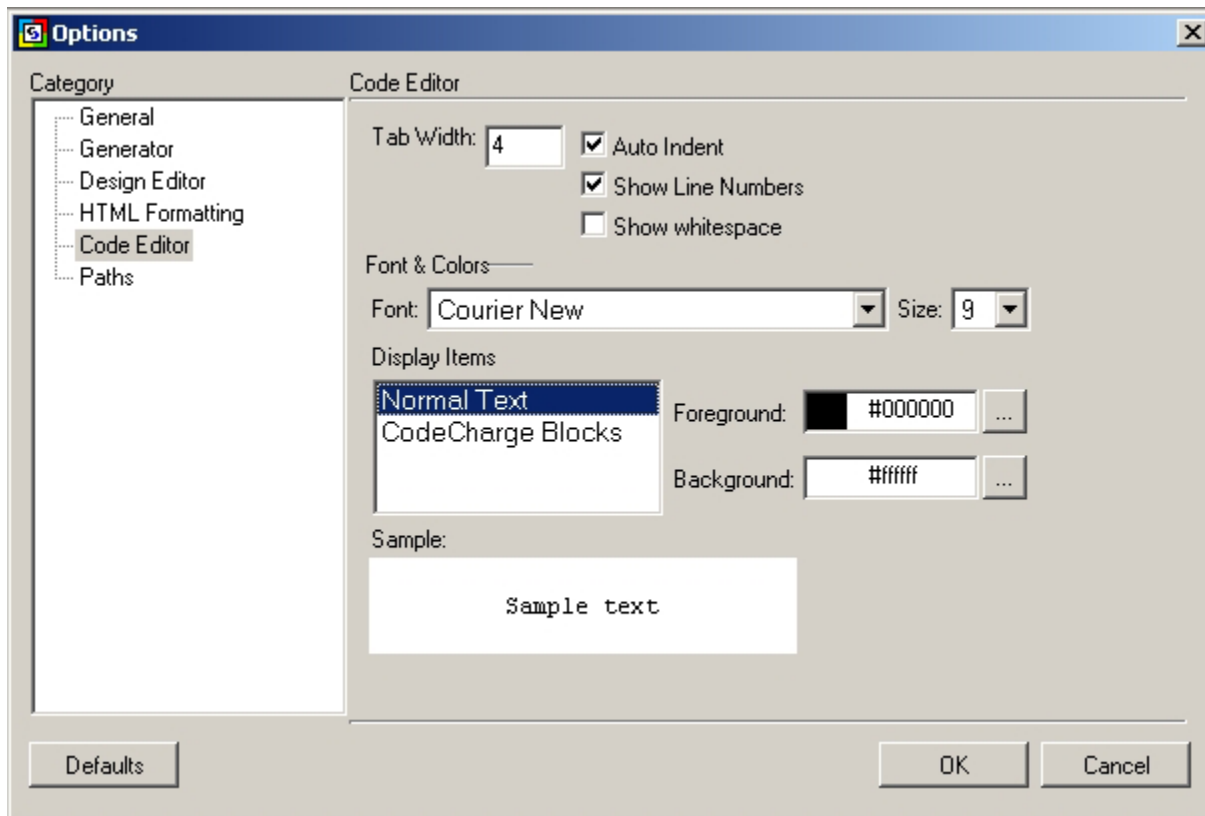 Options
Category
General
Generator
Design Editor
HTML Formatting
Code Editor
Paths
Code Editor
Tab Width: 4
Auto Indent
Show Line Numbers
Show whitespace
Font & Colors
Font: Courier New Size: 9
Display Items
Normal Text
CodeCharge Blocks
Foreground: #000000 ...
Background: #ffffff ...
Sample:
Sample text
Defaults OK Cancel